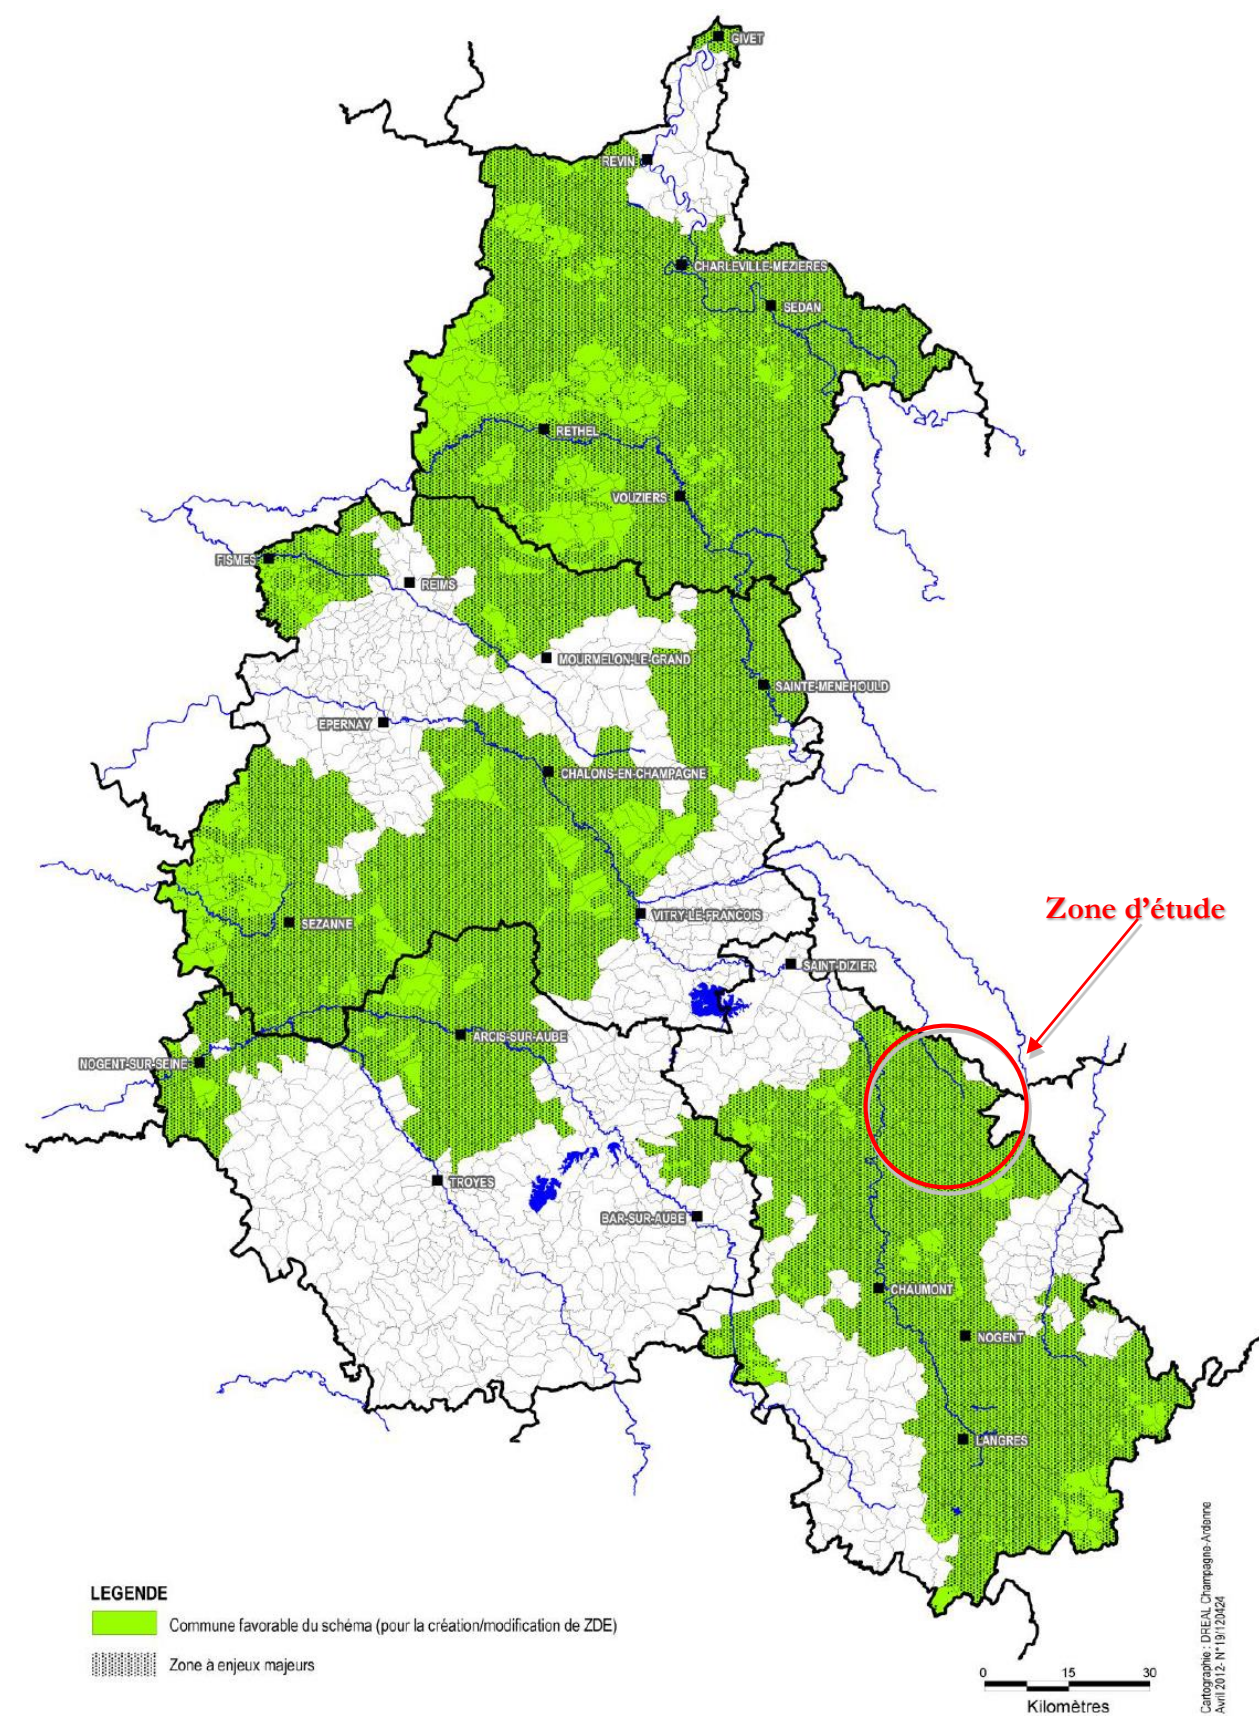 GIVET
REVIN
CHARLEVILLE-MEZIERES
SEDAN
RETHEL
VOUZIERS
FISMES
REIMS
MOURMELON-LE-GRAND
SAINTE-MENEHOULD
EPERNAY
CHALONS-EN-CHAMPAGNE
Zone d'étude
VITRY-LE-FRANCOIS
SEZANNE
SAINT-DIZIER
ARCIS-SUR-AUBE
NOGENT-SUR-SEINE
TROYES
BAR-SUR-AUBE
CHAUMONT
NOGENT
LANGRES
LEGENDE
Commune favorable du schéma (pour la création/modification de ZDE)
Zone à enjeux majeurs
0 15 30
Kilomètres
Cartographie : DREAL Champagne-Ardenne
Avril 2012- N°19/120424